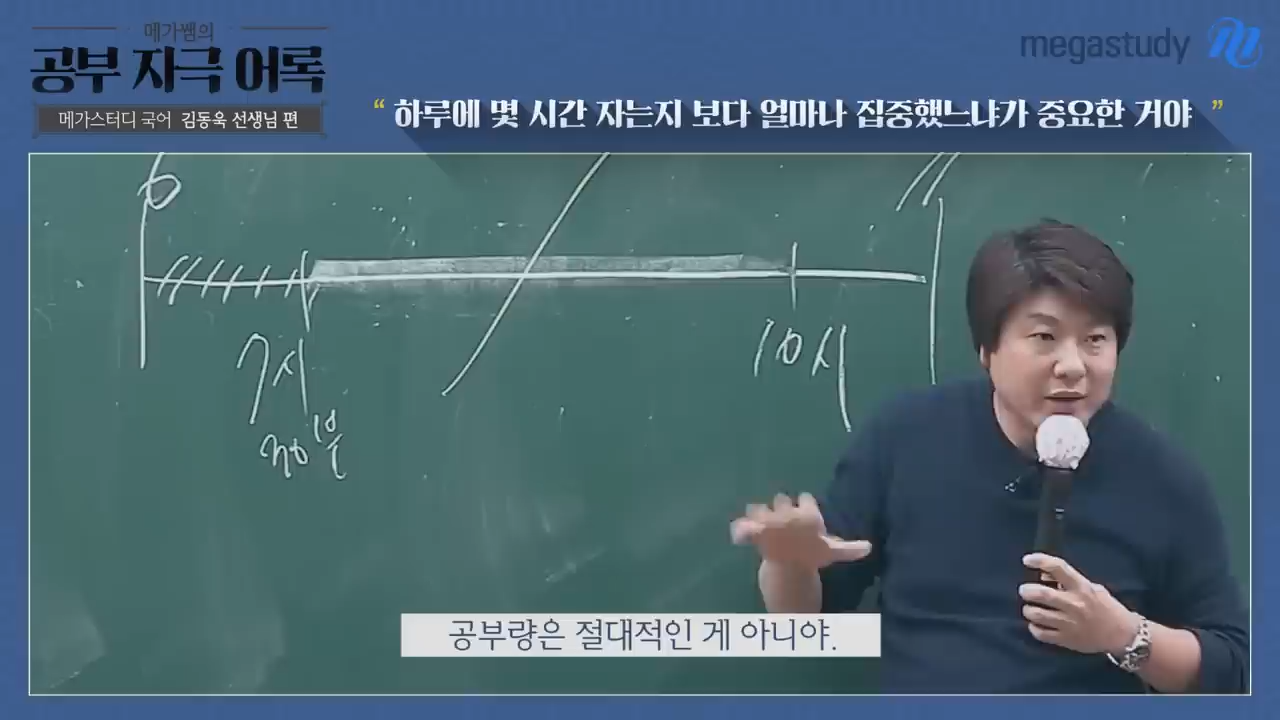 메가쌤의
공부 자극 어록
메가스터디 국어 김동욱 선생님 편
megastudy
“ 하루에 몇 시간 자는지 보다 얼마나 집중했느냐가 중요한 거야 ”
6
11
7시
30분
10시
공부량은 절대적인 게 아니야.